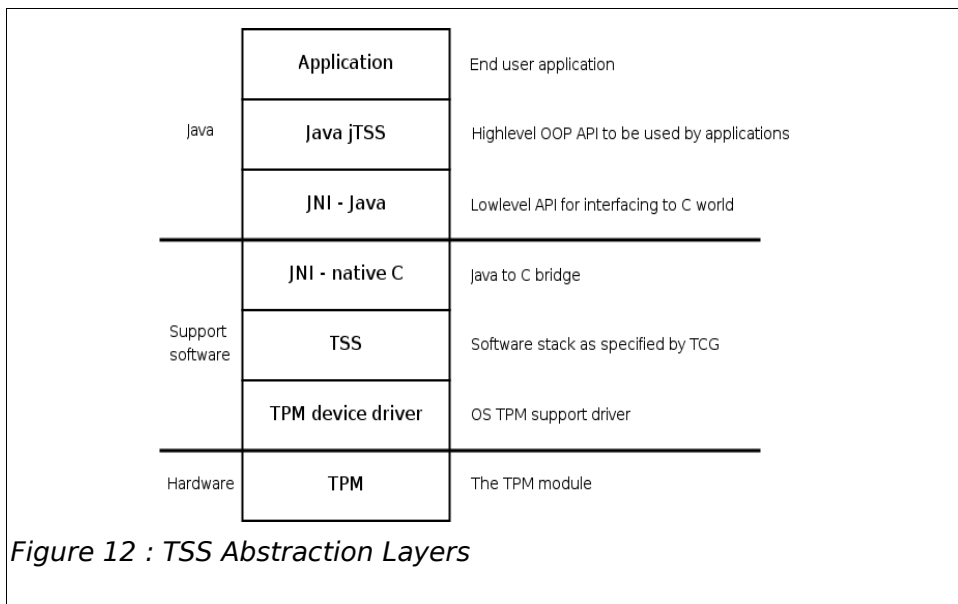 Application
End user application
Java
Java jTSS
Highlevel OOP API to be used by applications
JNI - Java
Lowlevel API for interfacing to C world
JNI - native C
Java to C bridge
Support
software
TSS
Software stack as specified by TCG
TPM device driver
OS TPM support driver
Hardware
TPM
The TPM module
Figure 12 : TSS Abstraction Layers